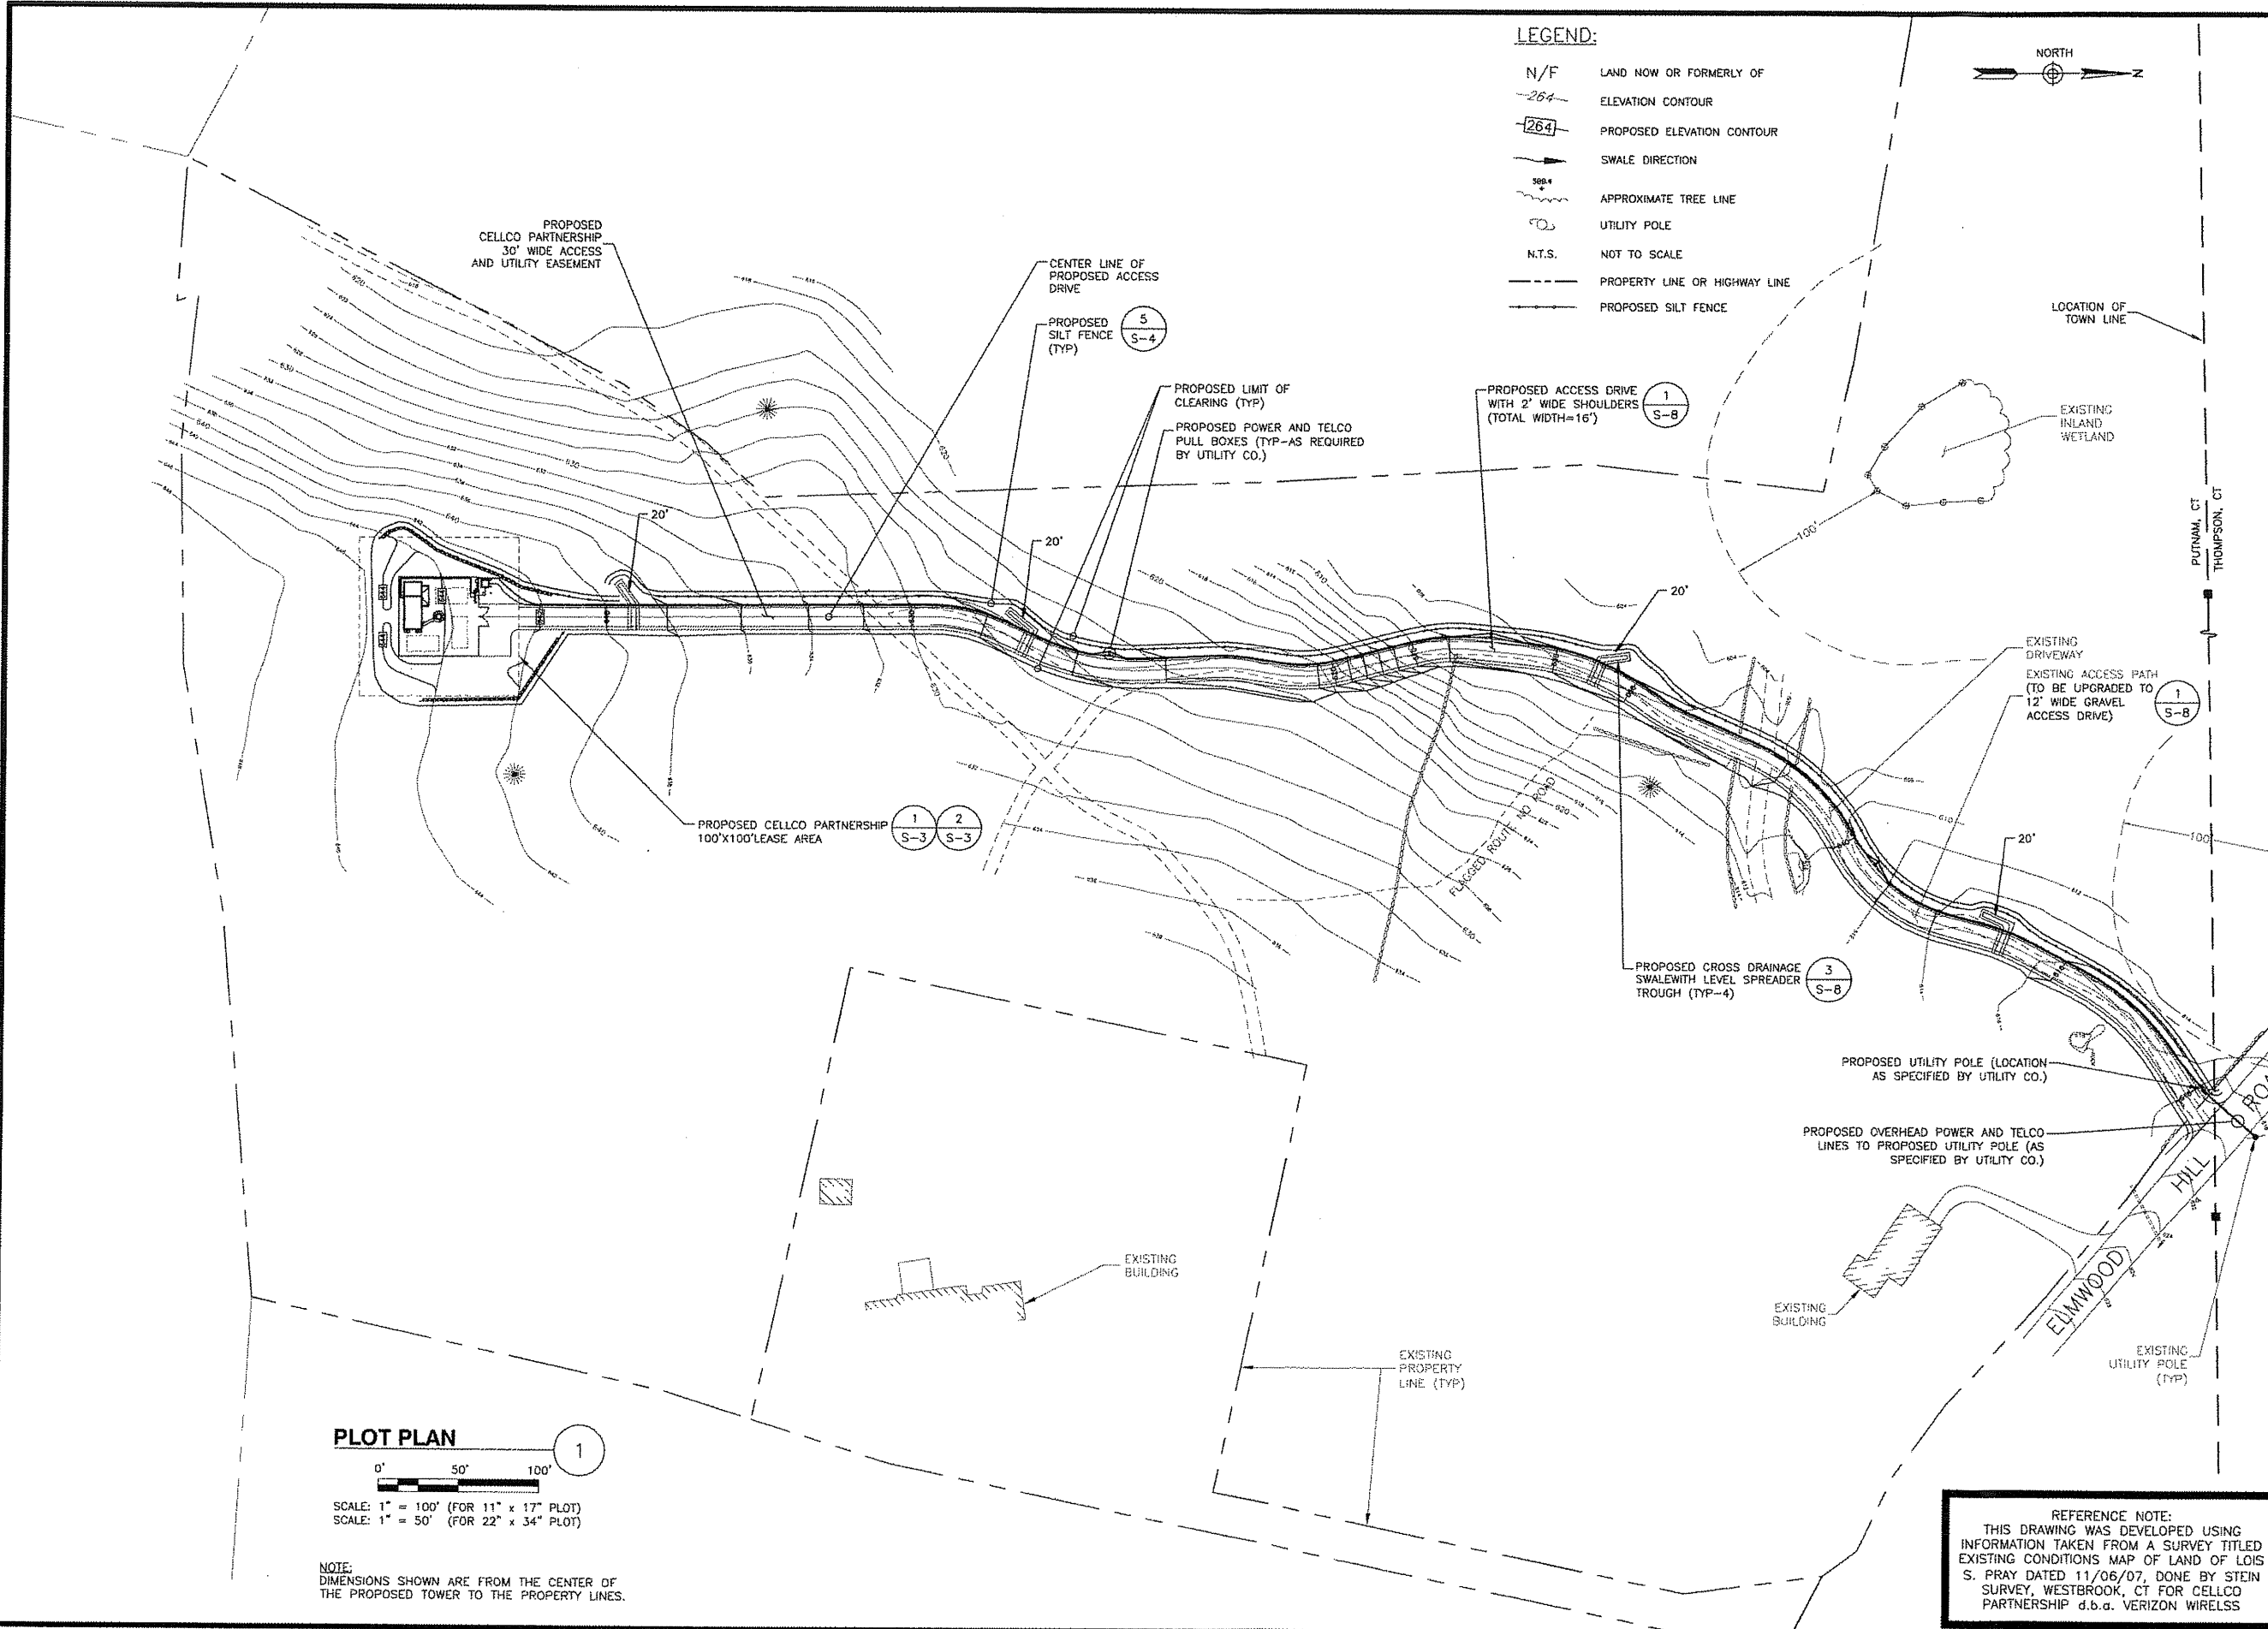 LEGEND:
N/F LAND NOW OR FORMERLY OF
264 ELEVATION CONTOUR
264 PROPOSED ELEVATION CONTOUR
SWALE DIRECTION
APPROXIMATE TREE LINE
UTILITY POLE
N.T.S. NOT TO SCALE
PROPERTY LINE OR HIGHWAY LINE
PROPOSED SILT FENCE
NORTH
N
LOCATION OF
TOWN LINE
PROPOSED
CELLCO PARTNERSHIP
30' WIDE ACCESS
AND UTILITY EASEMENT
CENTER LINE OF
PROPOSED ACCESS
DRIVE
PROPOSED
SILT FENCE
(TYP)
5
S-4
PROPOSED LIMIT OF
CLEARING (TYP)
PROPOSED POWER AND TELCO
PULL BOXES (TYP-AS REQUIRED
BY UTILITY CO.)
PROPOSED ACCESS DRIVE
WITH 2' WIDE SHOULDERS
(TOTAL WIDTH=16')
1
S-8
EXISTING
INLAND
WETLAND
100'
PUTNAM, CT
THOMPSON, CT
20'
20'
20'
EXISTING
DRIVEWAY
EXISTING ACCESS PATH
(TO BE UPGRADED TO
12' WIDE GRAVEL
ACCESS DRIVE)
1
S-8
PROPOSED CELLCO PARTNERSHIP
100'X100'LEASE AREA
1
S-3
2
S-3
FLAGGED ROUTE NO ROAD
20'
100'
PROPOSED CROSS DRAINAGE
SWALEWITH LEVEL SPREADER
TROUGH (TYP-4)
3
S-8
PROPOSED UTILITY POLE (LOCATION
AS SPECIFIED BY UTILITY CO.)
PROPOSED OVERHEAD POWER AND TELCO
LINES TO PROPOSED UTILITY POLE (AS
SPECIFIED BY UTILITY CO.)
ELMWOOD HILL ROA
EXISTING
BUILDING
EXISTING
BUILDING
EXISTING
PROPERTY
LINE (TYP)
EXISTING
UTILITY POLE
(TYP)
PLOT PLAN
1
0' 50' 100'
SCALE: 1" = 100' (FOR 11" x 17" PLOT)
SCALE: 1" = 50' (FOR 22" x 34" PLOT)
NOTE:
DIMENSIONS SHOWN ARE FROM THE CENTER OF
THE PROPOSED TOWER TO THE PROPERTY LINES.
REFERENCE NOTE:
THIS DRAWING WAS DEVELOPED USING
INFORMATION TAKEN FROM A SURVEY TITLED
EXISTING CONDITIONS MAP OF LAND OF LOIS
S. PRAY DATED 11/06/07, DONE BY STEIN
SURVEY, WESTBROOK, CT FOR CELLCO
PARTNERSHIP d.b.a. VERIZON WIRELSS